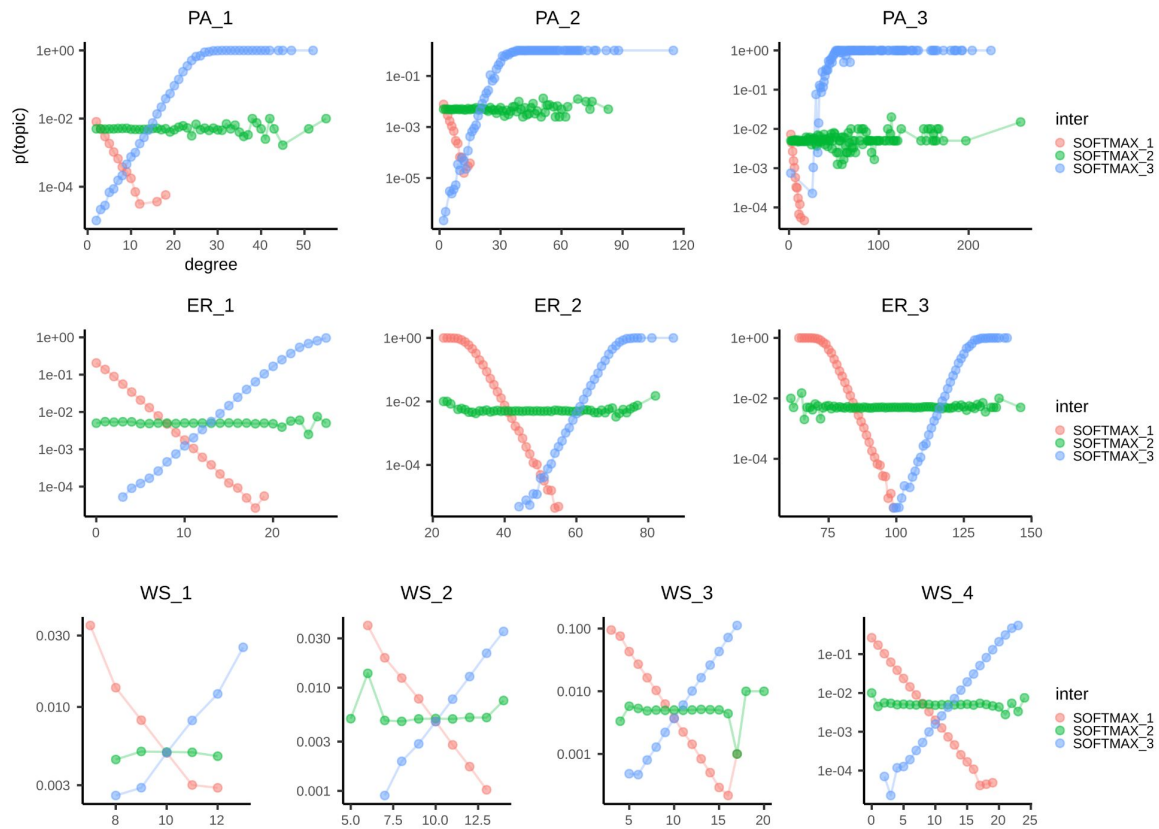 PA_1 PA_2 PA_3
p(topic)
1e+00 1e-02 1e-04
0 10 20 30 40 50
degree
1e-01 1e-03 1e-05
0 30 60 90 120
1e+00 1e-01 1e-02 1e-03 1e-04
0 100 200
inter
SOFTMAX_1
SOFTMAX_2
SOFTMAX_3
ER_1 ER_2 ER_3
1e+00 1e-01 1e-02 1e-03 1e-04
0 10 20
1e+00 1e-02 1e-04
20 40 60 80
1e+00 1e-02 1e-04
75 100 125 150
inter
SOFTMAX_1
SOFTMAX_2
SOFTMAX_3
WS_1 WS_2 WS_3 WS_4
0.030 0.010 0.003
8 10 12
0.030 0.010 0.003 0.001
5.0 7.5 10.0 12.5
0.100 0.010 0.001
5 10 15 20
1e-01 1e-02 1e-03 1e-04
0 5 10 15 20 25
inter
SOFTMAX_1
SOFTMAX_2
SOFTMAX_3